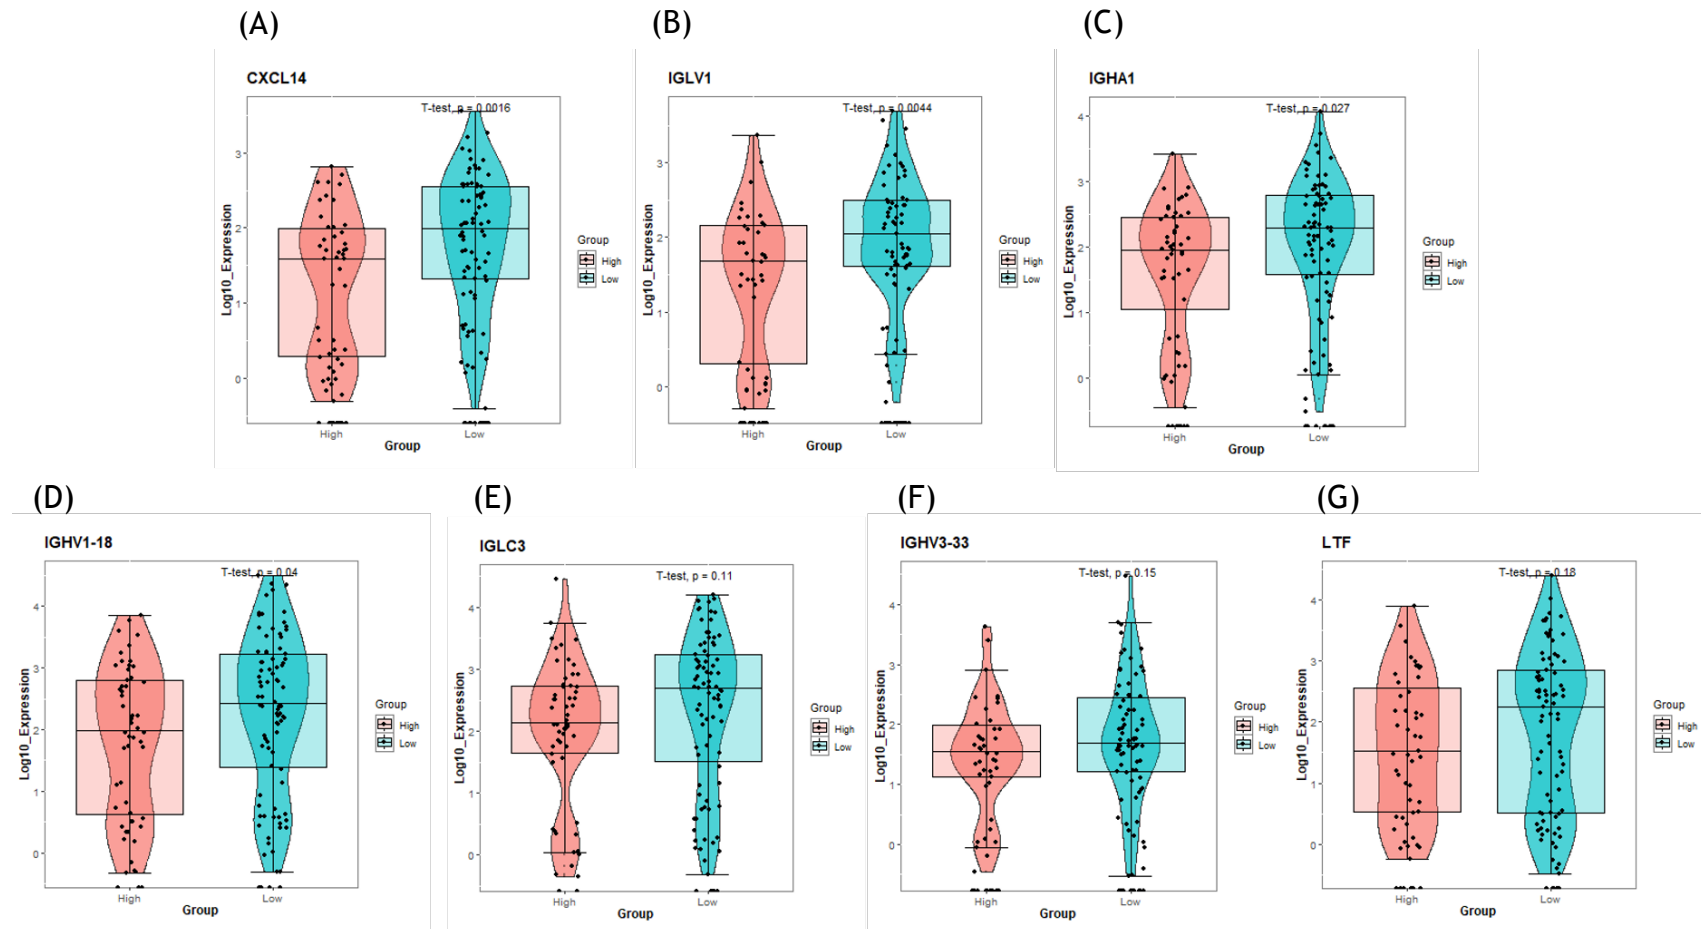 (A)
(B)
(C)
CXCL14
T-test, p = 0.0016
Log10_Expression
3
2
1
0
High
Low
Group
Group
High
Low
IGLV1
T-test, p = 0.0044
Log10_Expression
3
2
1
0
High
Low
Group
Group
High
Low
IGHA1
T-test, p = 0.027
Log10_Expression
4
3
2
1
0
High
Low
Group
Group
High
Low
(D)
(E)
(F)
(G)
IGHV1-18
T-test, p = 0.04
Log10_Expression
4
3
2
1
0
High
Low
Group
Group
High
Low
IGLC3
T-test, p = 0.11
Log10_Expression
4
3
2
1
0
High
Low
Group
Group
High
Low
IGHV3-33
T-test, p = 0.15
Log10_Expression
4
3
2
1
0
High
Low
Group
Group
High
Low
LTF
T-test, p = 0.18
Log10_Expression
4
3
2
1
0
High
Low
Group
Group
High
Low